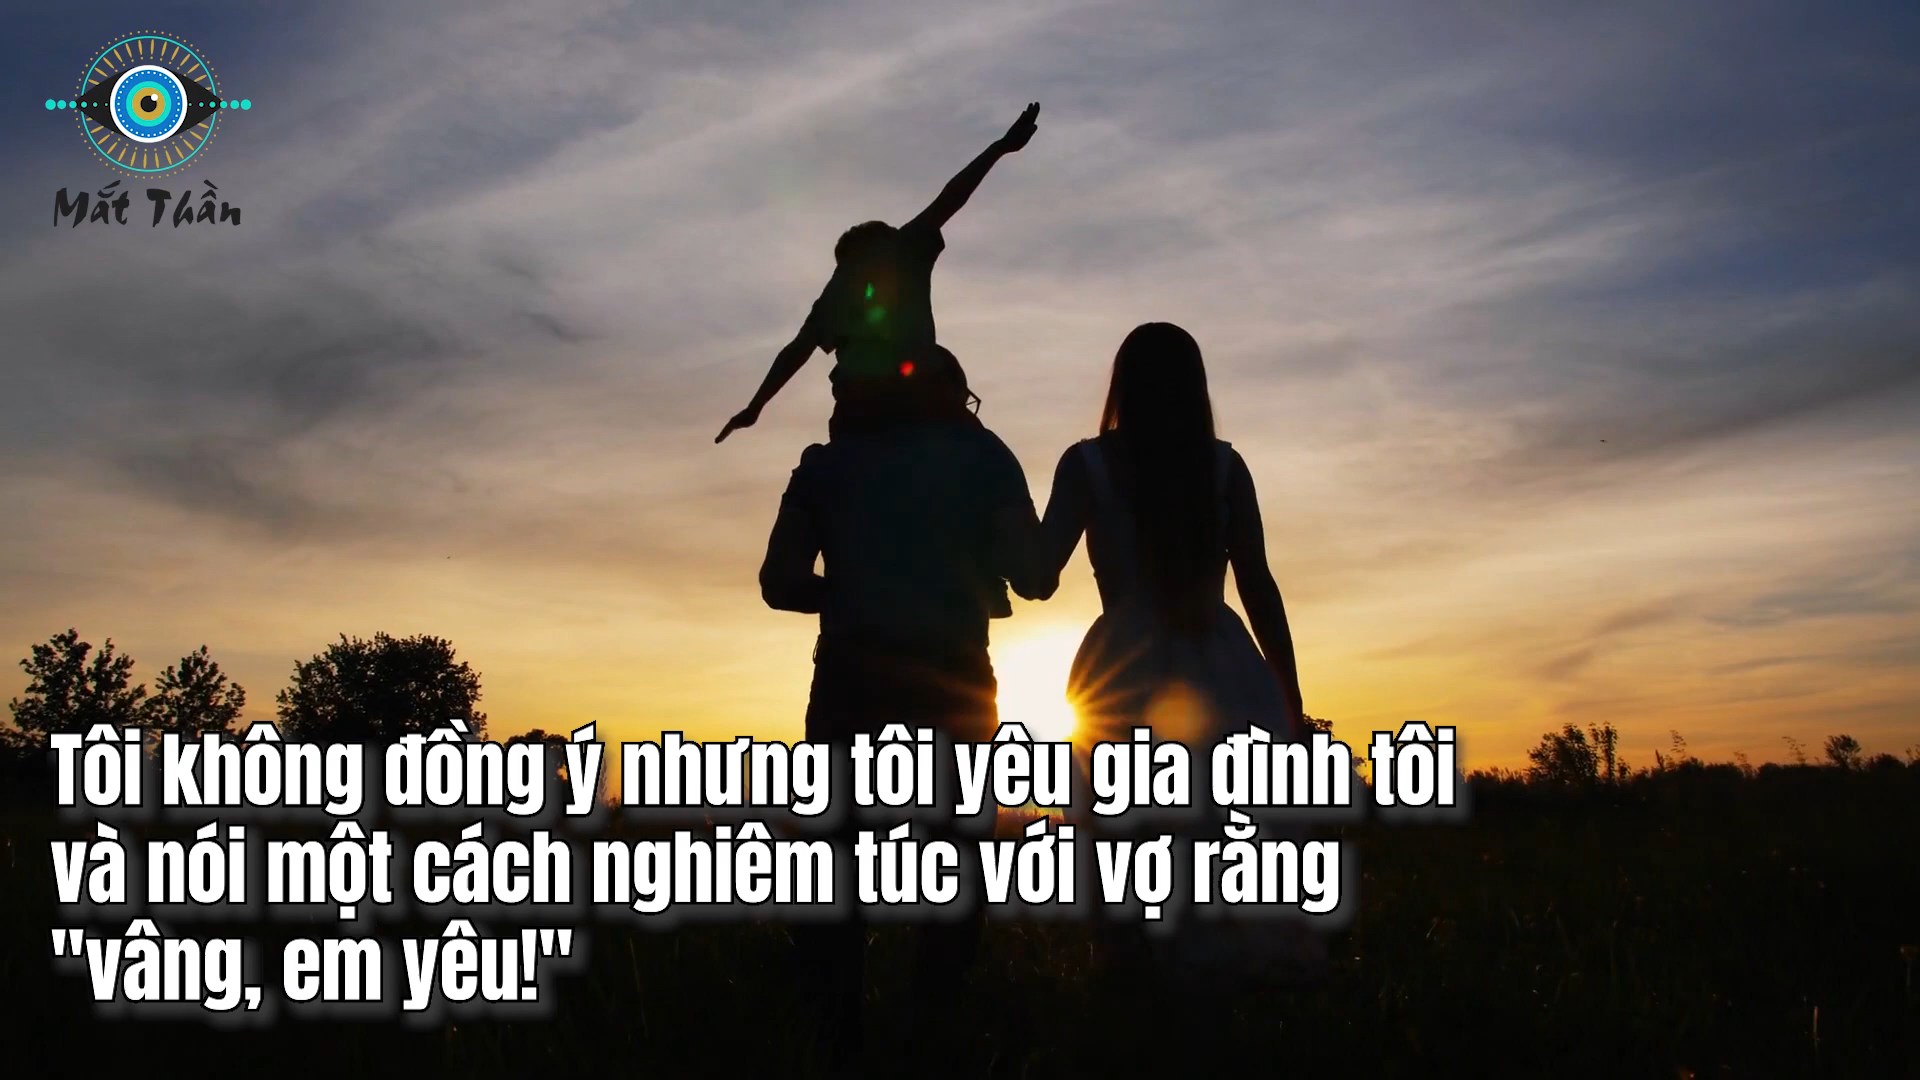 Mắt Thần
Tôi không đồng ý nhưng tôi yêu gia đình tôi
và nói một cách nghiêm túc với vợ rằng
"vâng, em yêu!"